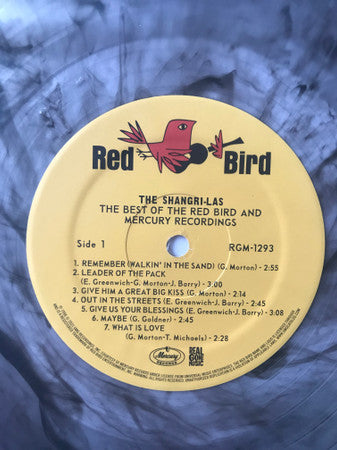 Red Bird
THE SHANGRI-LAS
THE BEST OF THE RED BIRD AND
MERCURY RECORDINGS
Side 1
RGM-1293
1. REMEMBER (WALKIN' IN THE SAND) (G. Morton) - 2:55
2. LEADER OF THE PACK
(E. Greenwich-G. Morton-J. Barry) - 3:00
3. GIVE HIM A GREAT BIG KISS (G. Morton) - 2:14
4. OUT IN THE STREETS (E. Greenwich-J. Barry) - 2:45
5. GIVE US YOUR BLESSINGS (E. Greenwich-J. Barry) - 3:08
6. MAYBE (G. Goldner) - 2:45
7. WHAT IS LOVE
(G. Morton-T. Michaels) - 2:28
Mercury
RECORDS
REAL
GONE
MUSIC